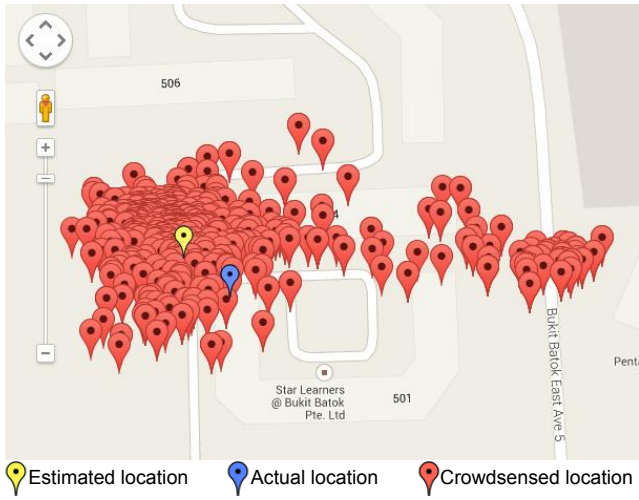 506
4
Star Learners
@ Bukit Batok
Pte. Ltd
501
Bukit Batok East Ave 5
Penta
Estimated location
Actual location
Crowdsensed location